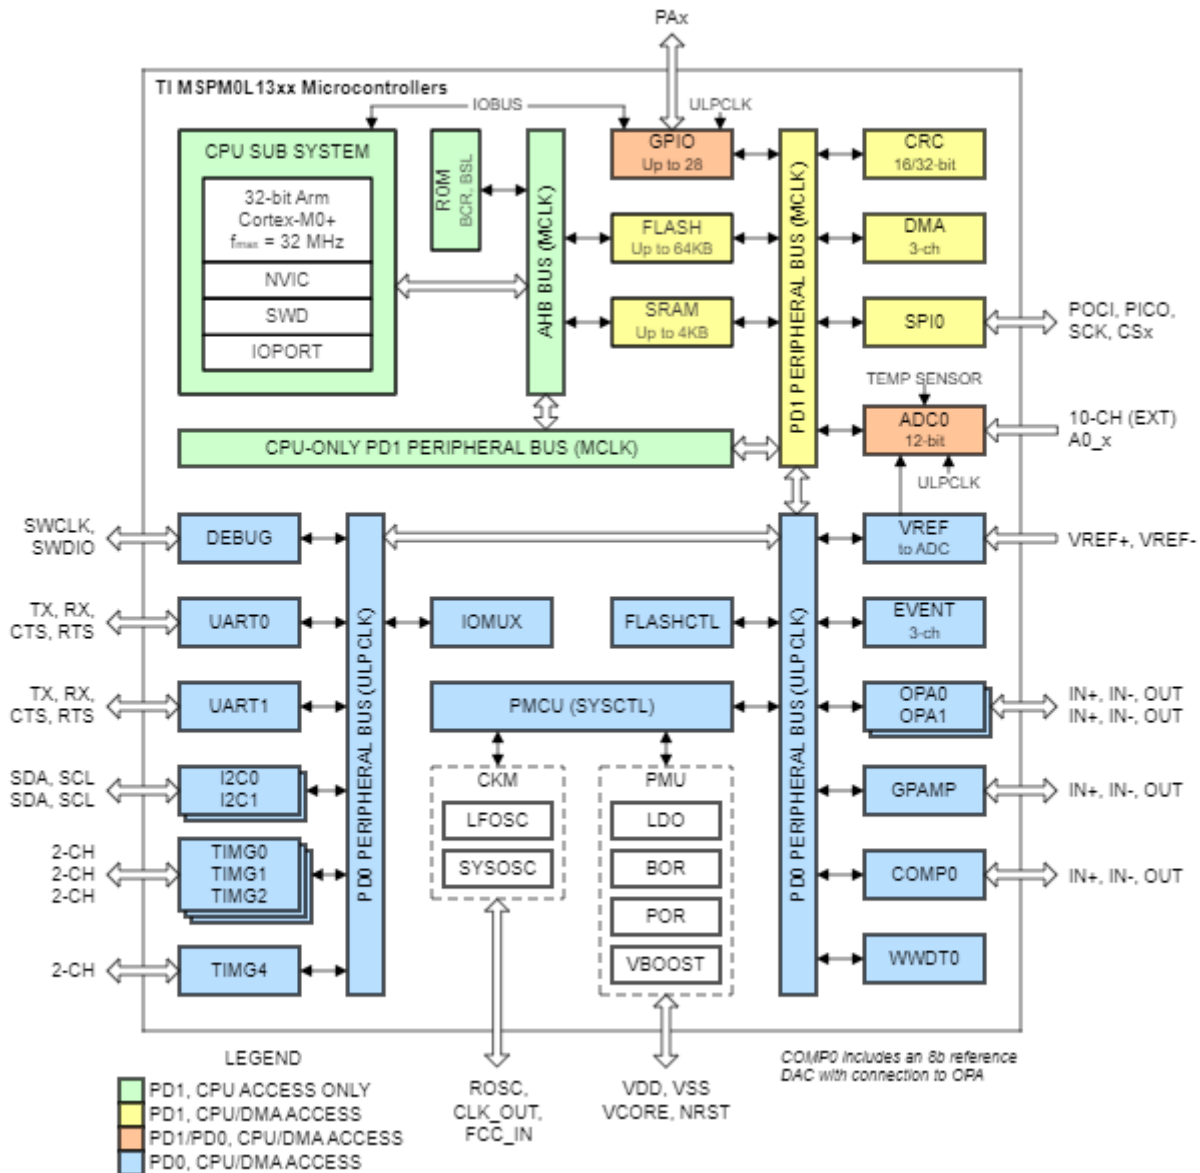 PAx
TI MSPM0L13xx Microcontrollers
IOBUS
ULPCLK
CPU SUB SYSTEM
32-bit Arm
Cortex-M0+
fmax = 32 MHz
NVIC
SWD
IOPORT
ROM
BCR, BSL
AHB BUS (MCLK)
GPIO
Up to 28
FLASH
Up to 64KB
SRAM
Up to 4KB
PD1 PERIPHERAL BUS (MCLK)
CRC
16/32-bit
DMA
3-ch
SPI0
POCI, PICO,
SCK, CSx
TEMP SENSOR
ADC0
12-bit
10-CH (EXT)
A0_x
ULPCLK
CPU-ONLY PD1 PERIPHERAL BUS (MCLK)
SWCLK,
SWDIO
DEBUG
TX, RX,
CTS, RTS
UART0
TX, RX,
CTS, RTS
UART1
SDA, SCL
SDA, SCL
I2C0
I2C1
2-CH
2-CH
2-CH
TIMG0
TIMG1
TIMG2
2-CH
TIMG4
PD0 PERIPHERAL BUS (ULPCLK)
IOMUX
FLASHCTL
PMCU (SYSCTL)
CKM
LFOSC
SYSOSC
PMU
LDO
BOR
POR
VBOOST
PD0 PERIPHERAL BUS (ULPCLK)
VREF
to ADC
VREF+, VREF-
EVENT
3-ch
OPA0
OPA1
IN+, IN-, OUT
IN+, IN-, OUT
GPAMP
IN+, IN-, OUT
COMP0
IN+, IN-, OUT
WWDT0
LEGEND
PD1, CPU ACCESS ONLY
PD1, CPU/DMA ACCESS
PD1/PD0, CPU/DMA ACCESS
PD0, CPU/DMA ACCESS
ROSC,
CLK_OUT,
FCC_IN
VDD, VSS
VCORE, NRST
COMP0 includes an 8b reference
DAC with connection to OPA